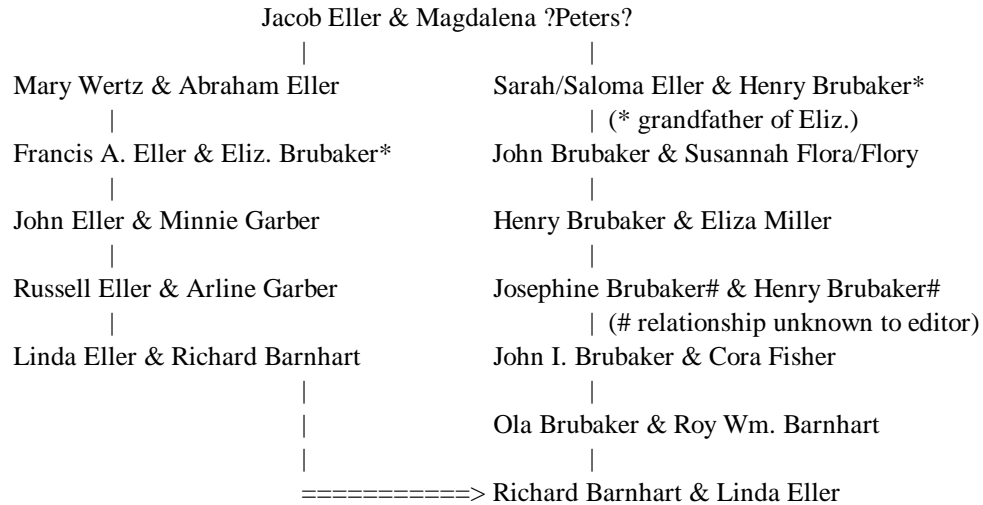 Jacob Eller & Magdalena ?Peters?
| |
Mary Wertz & Abraham Eller Sarah/Saloma Eller & Henry Brubaker*
| | (* grandfather of Eliz.)
Francis A. Eller & Eliz. Brubaker* John Brubaker & Susannah Flora/Flory
| |
John Eller & Minnie Garber Henry Brubaker & Eliza Miller
| |
Russell Eller & Arline Garber Josephine Brubaker# & Henry Brubaker#
| | (# relationship unknown to editor)
Linda Eller & Richard Barnhart John I. Brubaker & Cora Fisher
| |
| Ola Brubaker & Roy Wm. Barnhart
| |
===========> Richard Barnhart & Linda Eller